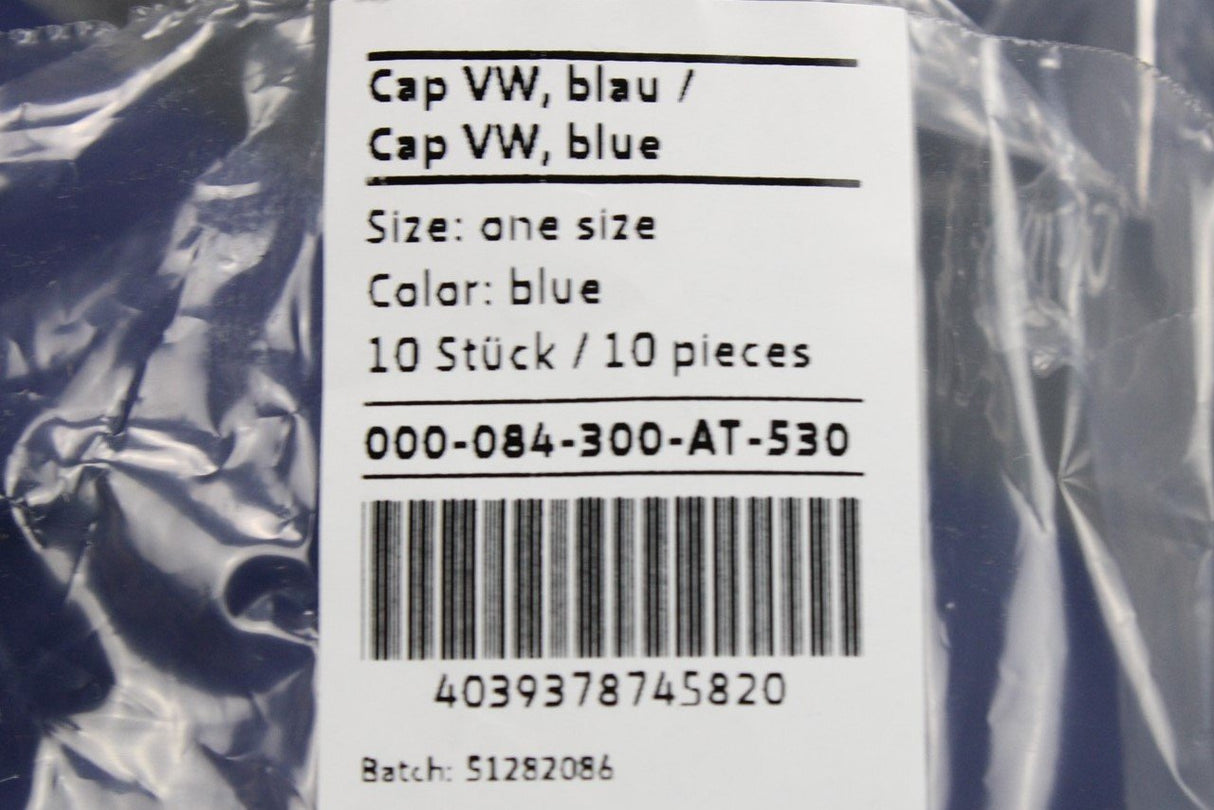 Cap VW, blau /
Cap VW, blue
Size: one size
Color: blue
10 Stück / 10 pieces
000-084-300-AT-530
4039378745820
Batch: 51282086